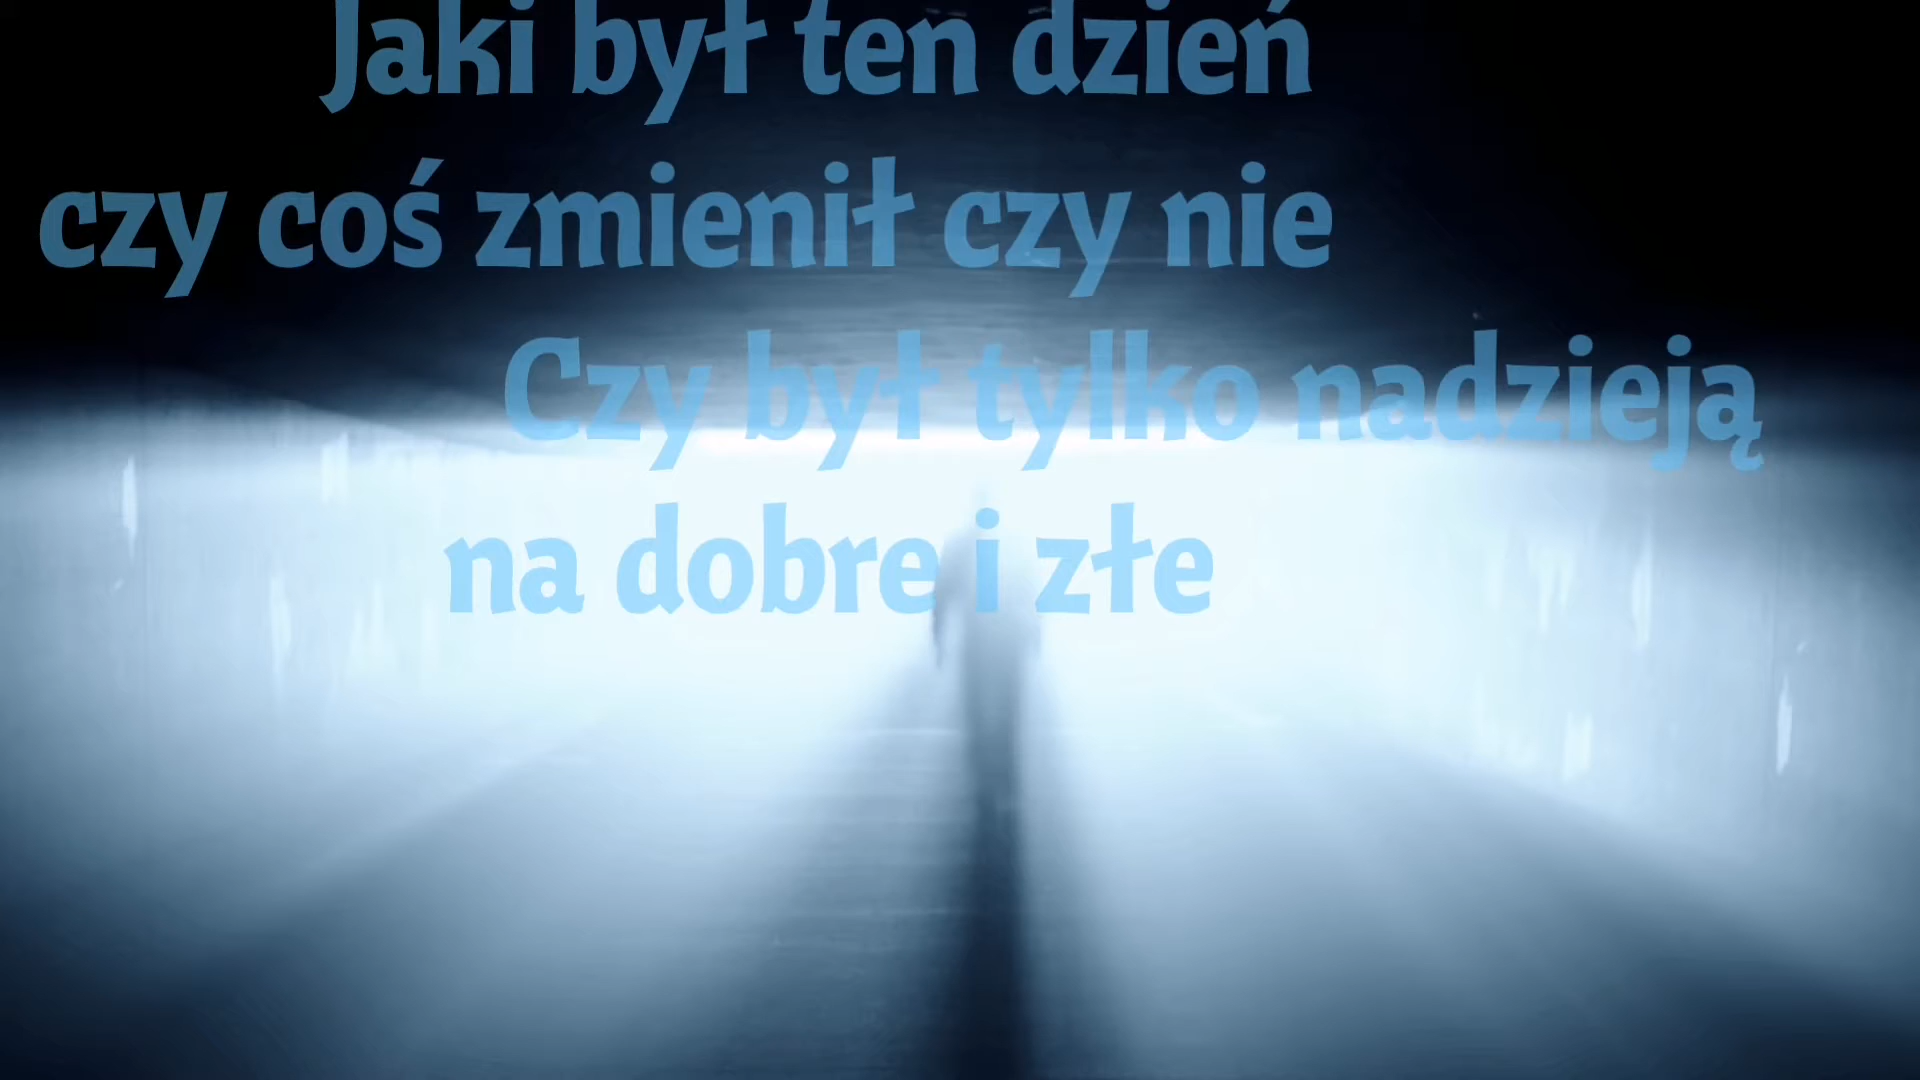 Jaki był ten dzień
czy coś zmienił czy nie
Czy był tylko nadzieją
na dobre i złe